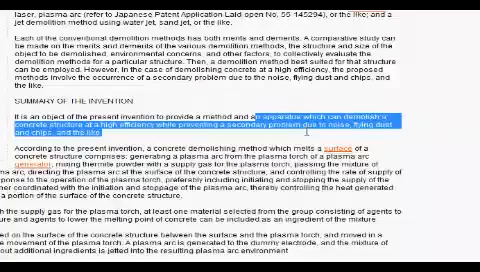 laser, plasma arc (refer to Japanese Patent Application Laid-open No. 55-145294), or the like; and a
jet demolition method using water jet, sand jet, or the like.
Each of the conventional demolition methods has both merits and demerits. A comparative study can
be made on the merits and demerits of the various demolition methods, the structure and size of the
object to be demolished, environmental concerns, and other factors, to collectively evaluate the
demolition methods for a particular structure. Then, a demolition method best suited for that structure
can be employed. However, in the case of demolishing concrete at a high efficiency, the proposed
methods involve the occurrence of a secondary problem due to the noise, flying dust and chips, and
the like.
SUMMARY OF THE INVENTION
It is an object of the present invention to provide a method and an apparatus which can demolish a
concrete structure at a high efficiency while preventing a secondary problem due to noise, flying dust
and chips, and the like.
According to the present invention, a concrete demolishing method which melts a surface of a
concrete structure comprises: generating a plasma arc from the plasma torch of a plasma arc
generator, mixing thermite powder with a supply gas for the plasma torch, passing the mixture of
ma arc, directing the plasma arc at the surface of the concrete structure, and controlling the rate of supply of
sponse to the operation of the plasma torch, preferably including initiating and stopping the supply of the
her coordinated with the initiation and stoppage of the plasma arc, thereby controlling the heat generated
a portion of the surface of the concrete structure.
h the supply gas for the plasma torch, at least one material selected from the group consisting of agents to
ure and agents to lower the melting point of concrete can be included as an ingredient of the mixture
ed on the surface of the concrete structure between the surface and the plasma torch, and moved in a
e movement of the plasma torch. A plasma arc is generated to the dummy electrode, and the mixture of
out additional ingredients is jetted into the resulting plasma arc environment